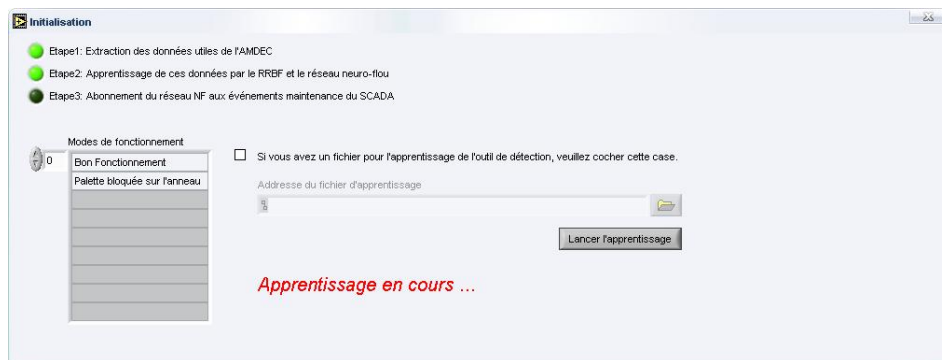 Initialisation
Etape1: Extraction des données utiles de l'AMDEC
Etape2: Apprentissage de ces données par le RRBF et le réseau neuro-flou
Etape3: Abonnement du réseau NF aux événements maintenance du SCADA
Modes de fonctionnement
0
Bon Fonctionnement
Palette bloquée sur l'anneau
Si vous avez un fichier pour l'apprentissage de l'outil de détection, veuillez cocher cette case.
Addresse du fichier d'apprentissage
Lancer l'apprentissage
Apprentissage en cours ...